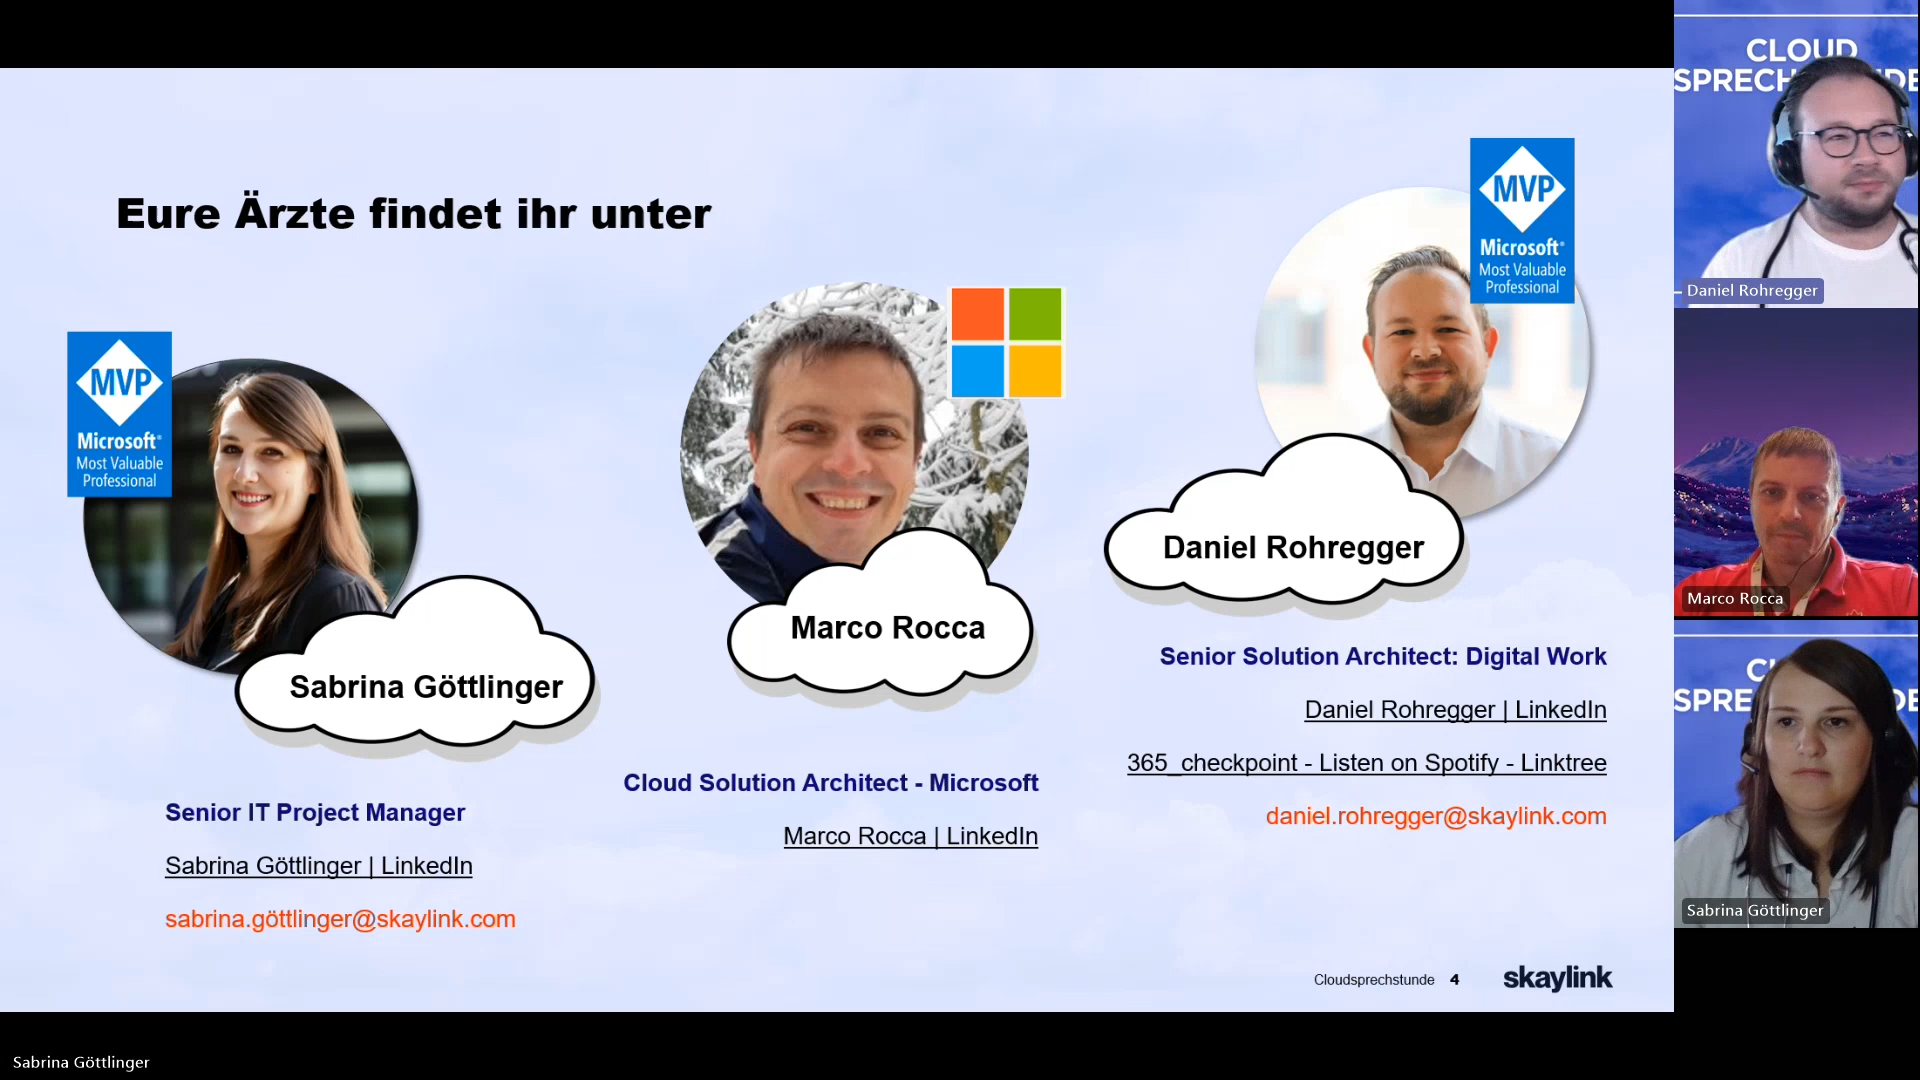 Eure Ärzte findet ihr unter
MVP
Microsoft®
Most Valuable
Professional
Sabrina Göttlinger
Senior IT Project Manager
Sabrina Göttlinger | LinkedIn
sabrina.göttlinger@skaylink.com
Marco Rocca
Cloud Solution Architect - Microsoft
Marco Rocca | LinkedIn
MVP
Microsoft®
Most Valuable
Professional
Daniel Rohregger
Senior Solution Architect: Digital Work
Daniel Rohregger | LinkedIn
365_checkpoint - Listen on Spotify - Linktree
daniel.rohregger@skaylink.com
Cloudsprechstunde 4
skaylink
CLOUD
Daniel Rohregger
Marco Rocca
Sabrina Göttlinger
Sabrina Göttlinger